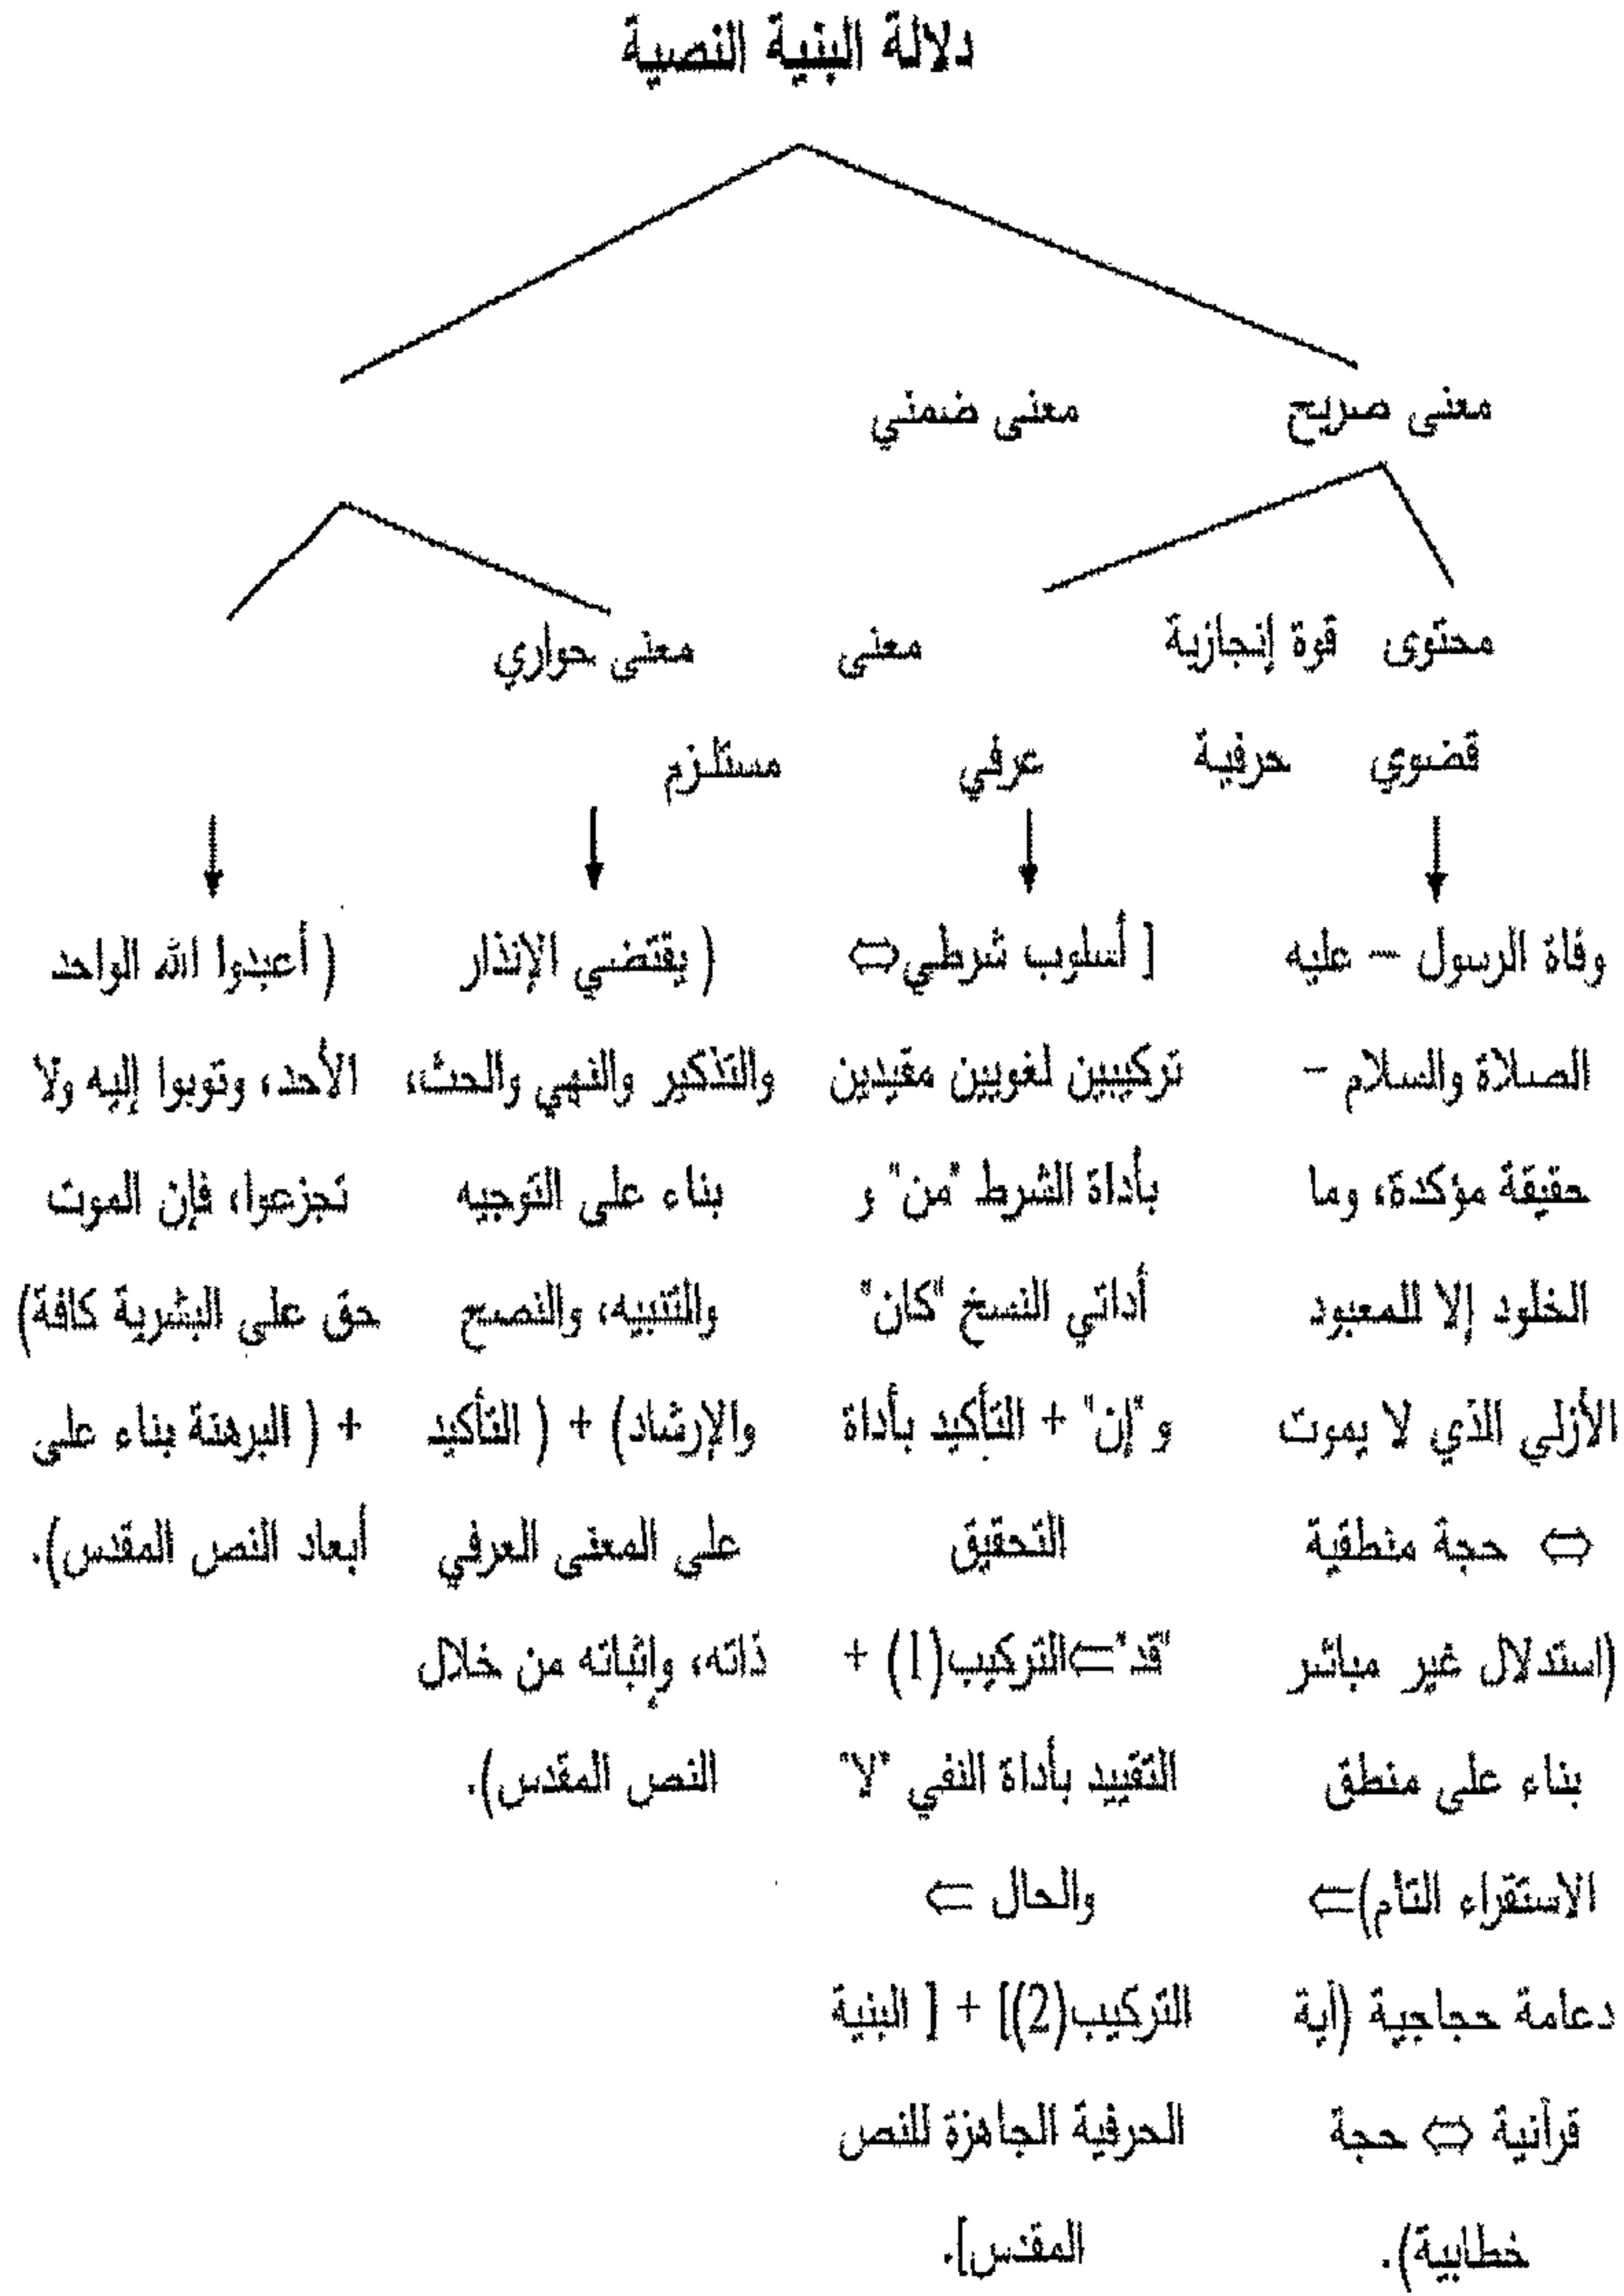 دلالة البنية النصية
معنى صريح
معنى ضمني
محتوى
قوة إنجازية
معنى
معنى حواري
قضوي
حرفية
عرفي
مستلزم
وفاة الرسول – عليه
الصلاة والسلام –
حقيقة مؤكدة، وما
الخلود إلا للمعبود
الأزلي الذي لا يموت
⇔ حجة منطقية
(استدلال غير مباشر
بناء على منطق
الاستقراء التام)⇐
دعامة حجاجية (آية
قرآنية ⇔ حجة
خطابية).
[ أسلوب شرطي⇔
تركيبين لغويين مقيدين
بأداة الشرط "من" و
أداتي النسخ "كان"
و"إن" + التأكيد بأداة
التحقيق
"قد"⇐التركيب(1) +
التقييد بأداة النفي "لا"
والحال ⇐
التركيب(2)] + [ البنية
الحرفية الجاهزة للنص
المقدس].
( يقتضي الإنذار
والتذكير والنهي والحث،
بناء على التوجيه
والتنبيه، والنصح
والإرشاد) + ( التأكيد
على المعنى العرفي
ذاته، وإثباته من خلال
النص المقدس).
( أعبدوا الله الواحد
الأحد، وتوبوا إليه ولا
تجزعوا، فإن الموت
حق على البشرية كافة)
+ ( البرهنة بناء على
أبعاد النص المقدس).